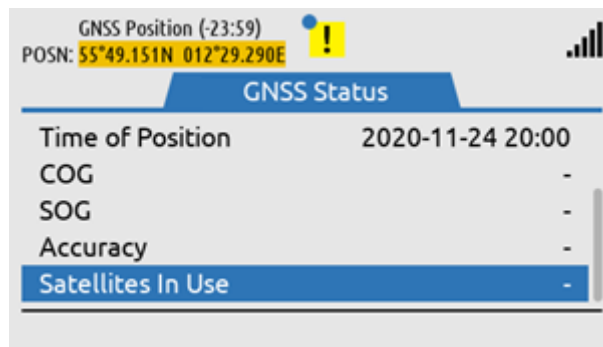 GNSS Position (-23:59)
POSN: 55°49.151N 012°29.290E
!
GNSS Status
Time of Position 2020-11-24 20:00
COG -
SOG -
Accuracy -
Satellites In Use -